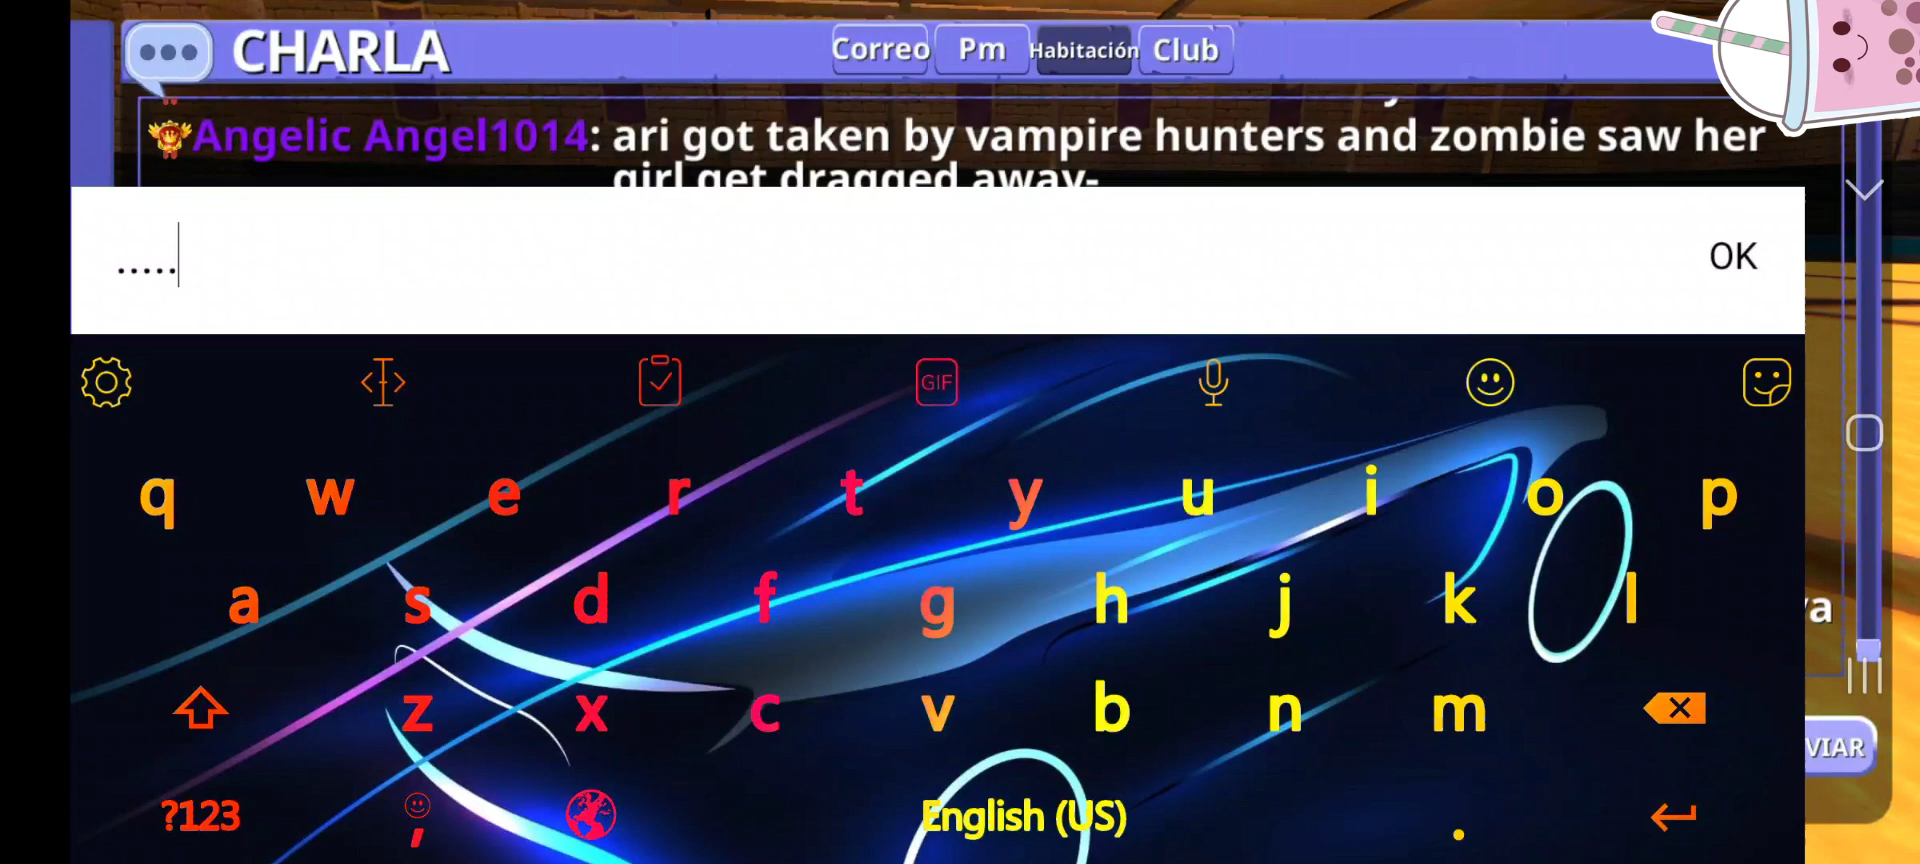 CHARLA
Correo Pm Habitación Club
Angelic Angel1014: ari got taken by vampire hunters and zombie saw her
girl get dragged away-
.....
OK
GIF
q w e r t y u i o p
a s d f g h j k l
z x c v b n m
?123 , English (US) .